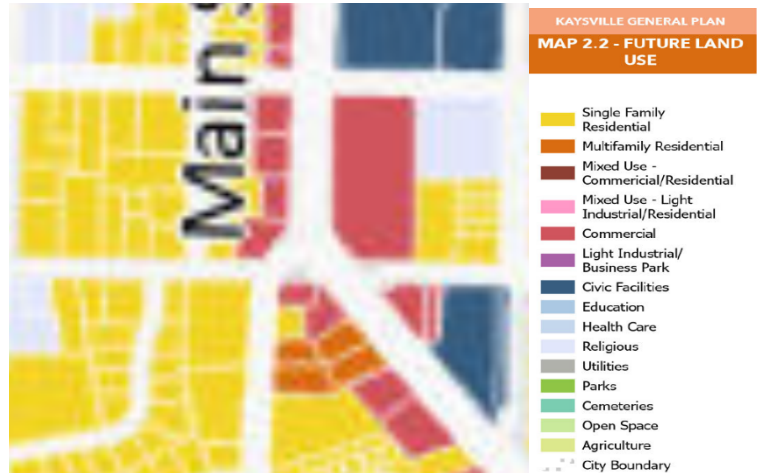 Main
KAYSVILLE GENERAL PLAN
MAP 2.2 - FUTURE LAND
USE
Single Family
Residential
Multifamily Residential
Mixed Use -
Commericial/Residential
Mixed Use - Light
Industrial/Residential
Commercial
Light Industrial/
Business Park
Civic Facilities
Education
Health Care
Religious
Utilities
Parks
Cemeteries
Open Space
Agriculture
City Boundary